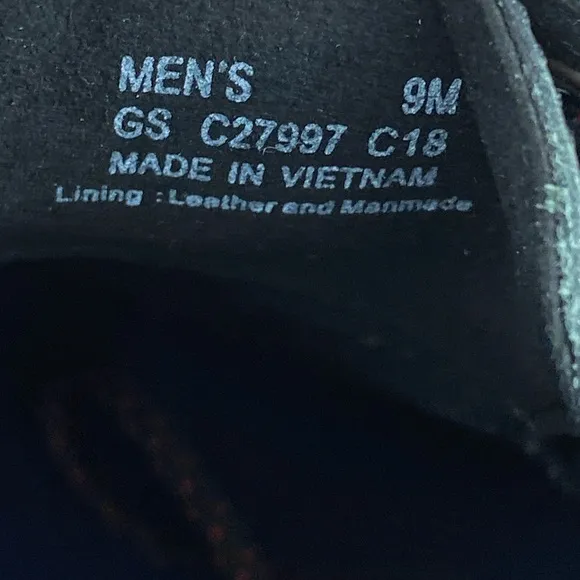 MEN'S 9M
GS C27997 C18
MADE IN VIETNAM
Lining : Leather and Manmade